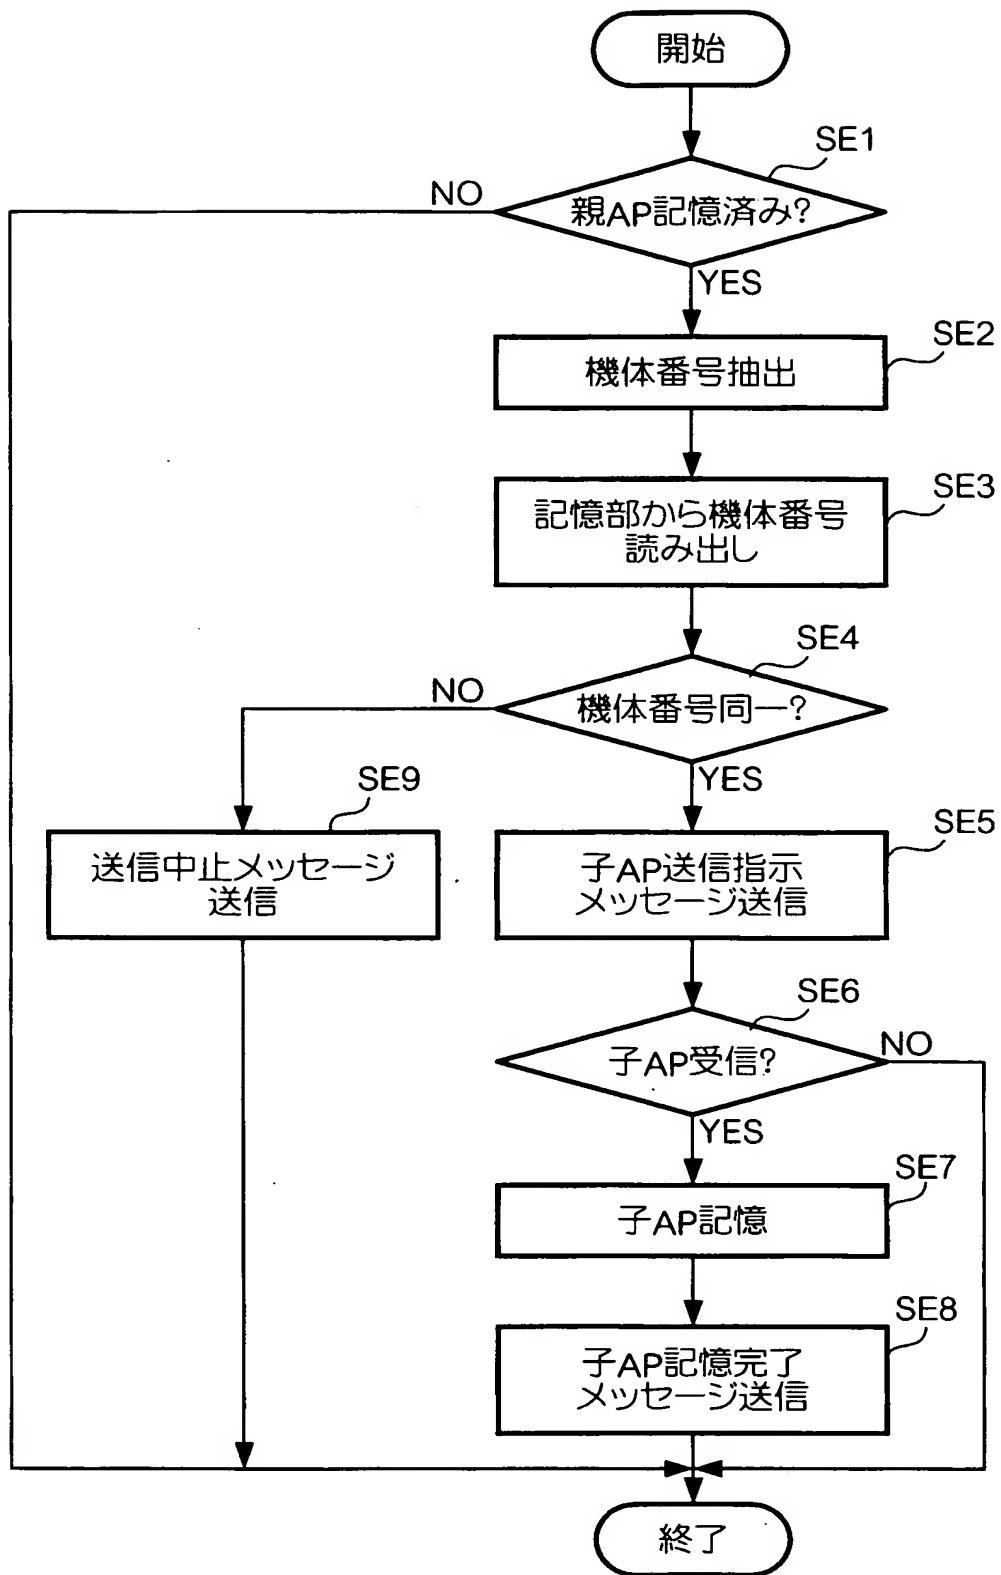 開始
SE1
親AP記憶済み?
NO
YES
SE2
機体番号抽出
SE3
記憶部から機体番号
読み出し
SE4
機体番号同一?
NO
YES
SE9
送信中止メッセージ
送信
SE5
子AP送信指示
メッセージ送信
SE6
子AP受信?
NO
YES
SE7
子AP記憶
SE8
子AP記憶完了
メッセージ送信
終了